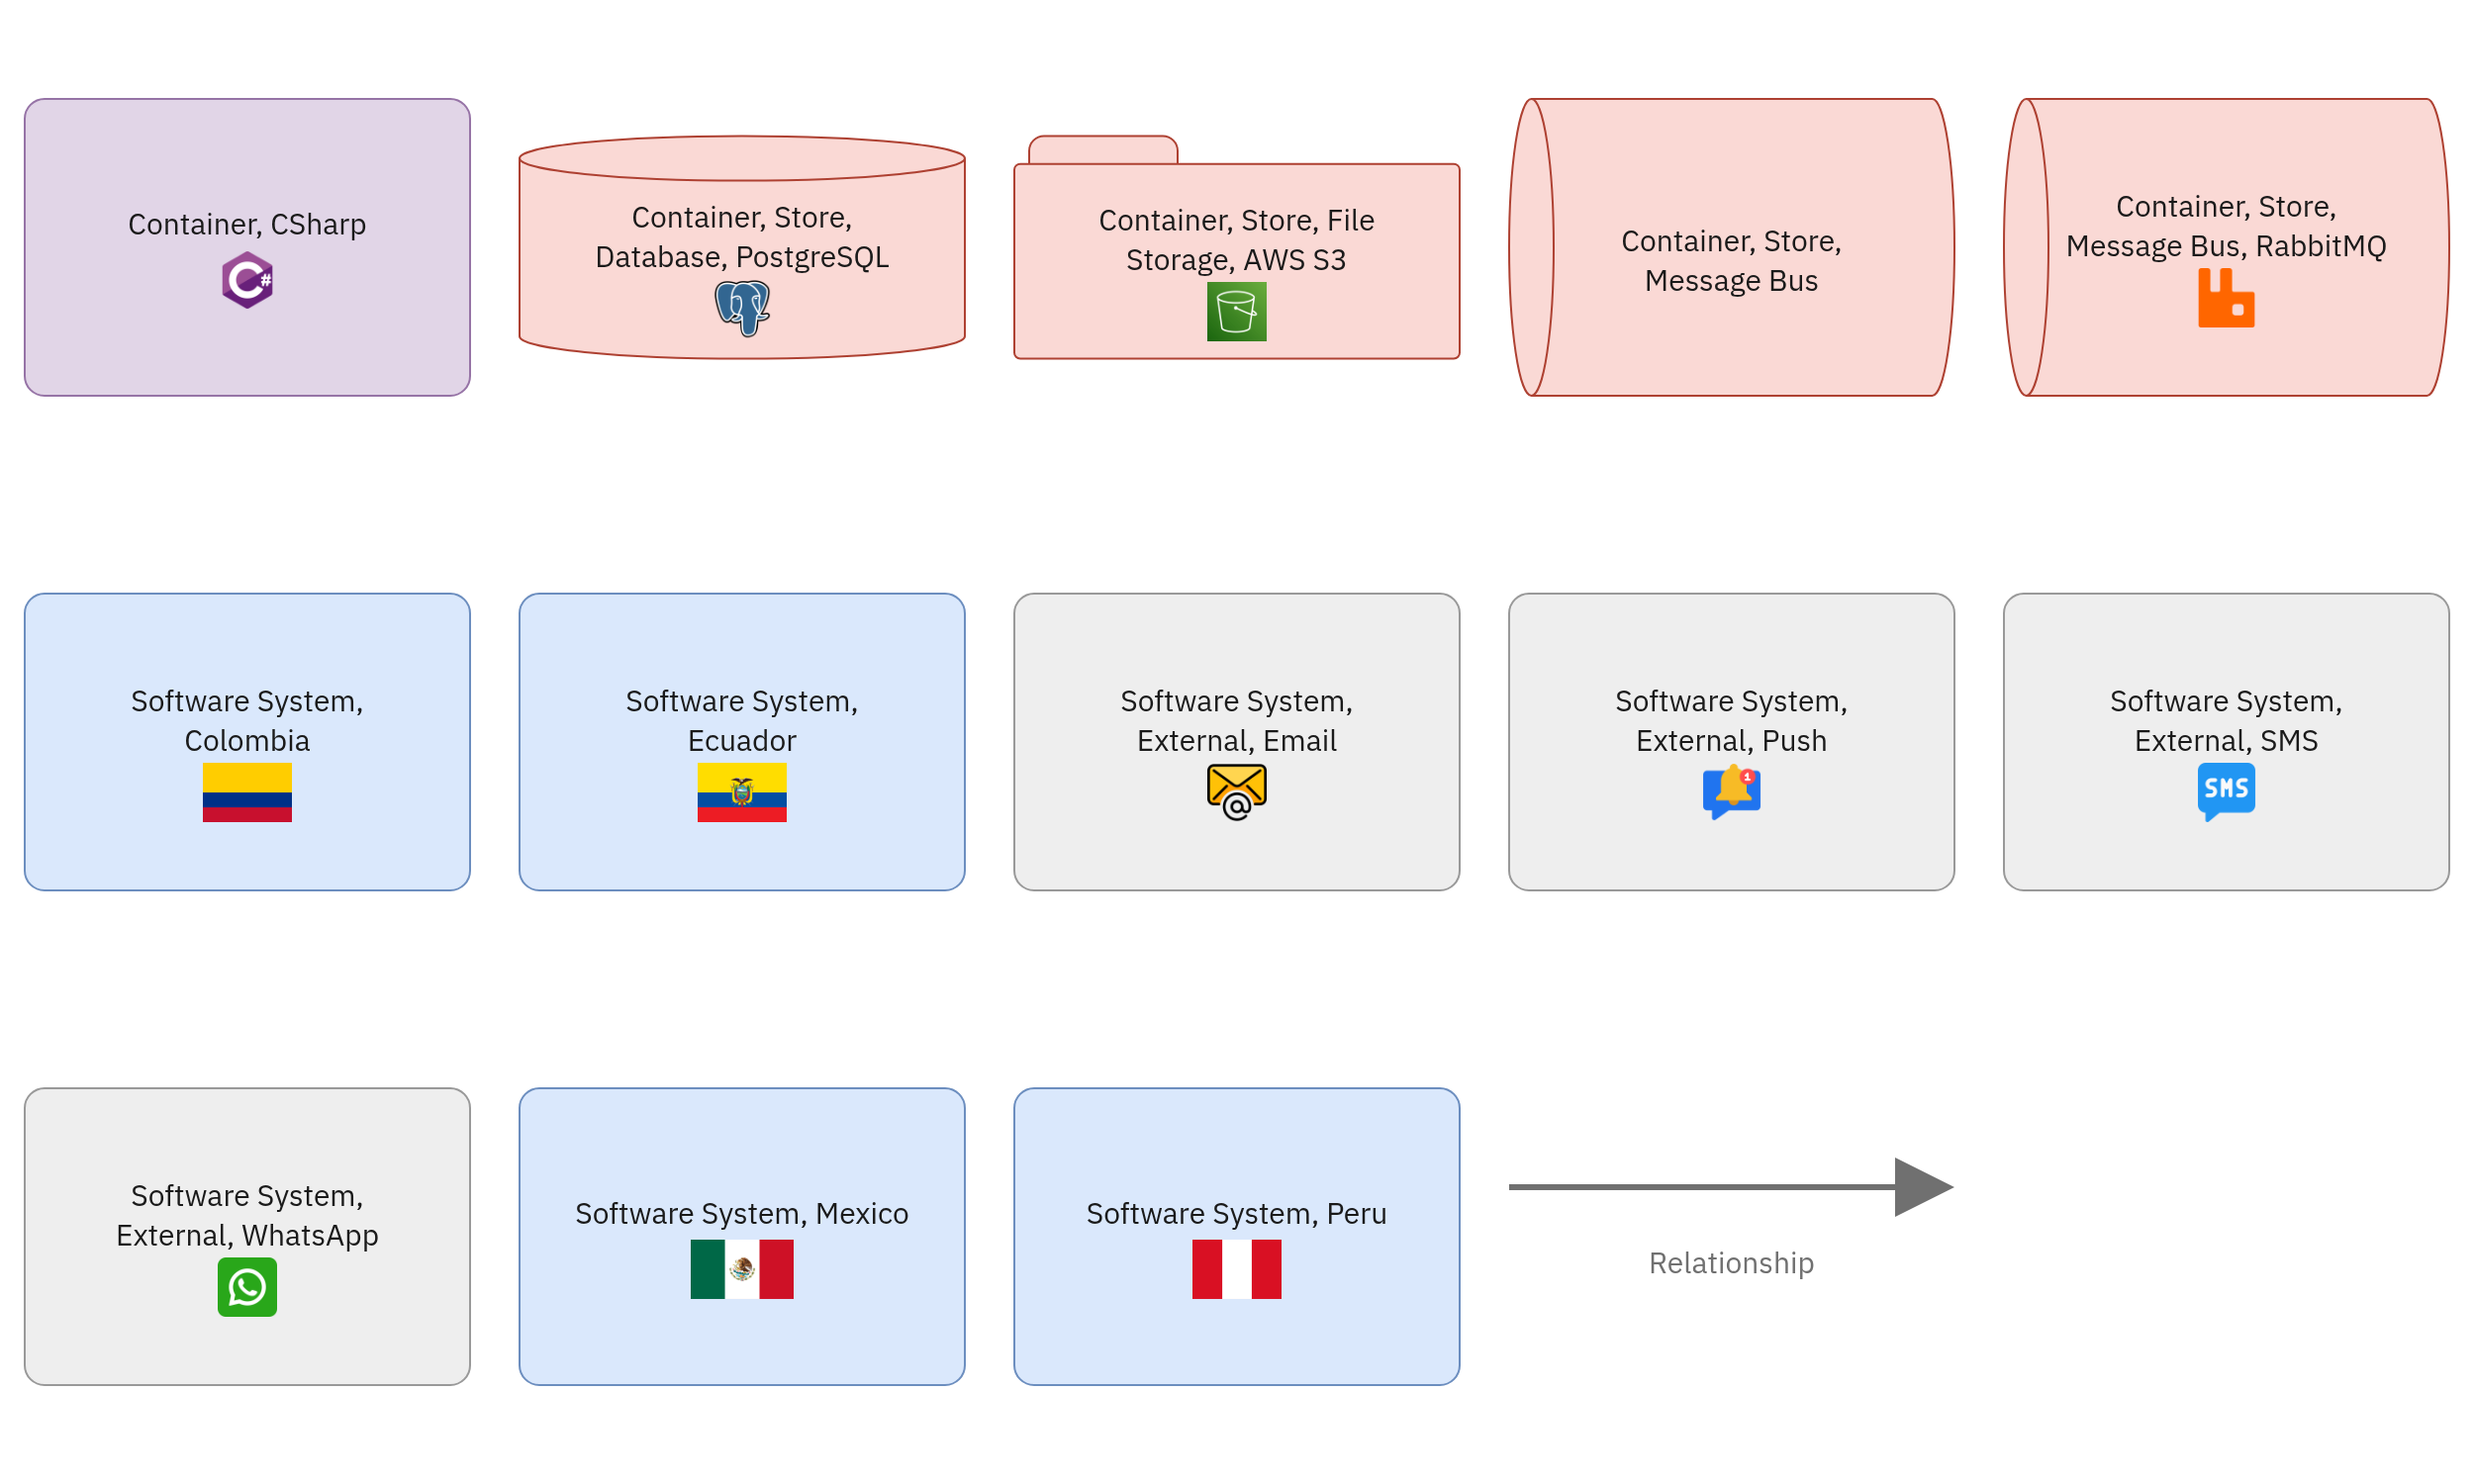 Container, CSharp
Container, Store,
Database, PostgreSQL
Container, Store, File
Storage, AWS S3
Container, Store,
Message Bus
Container, Store,
Message Bus, RabbitMQ
Software System,
Colombia
Software System,
Ecuador
Software System,
External, Email
Software System,
External, Push
1
Software System,
External, SMS
SMS
Software System,
External, WhatsApp
Software System, Mexico
Software System, Peru
Relationship